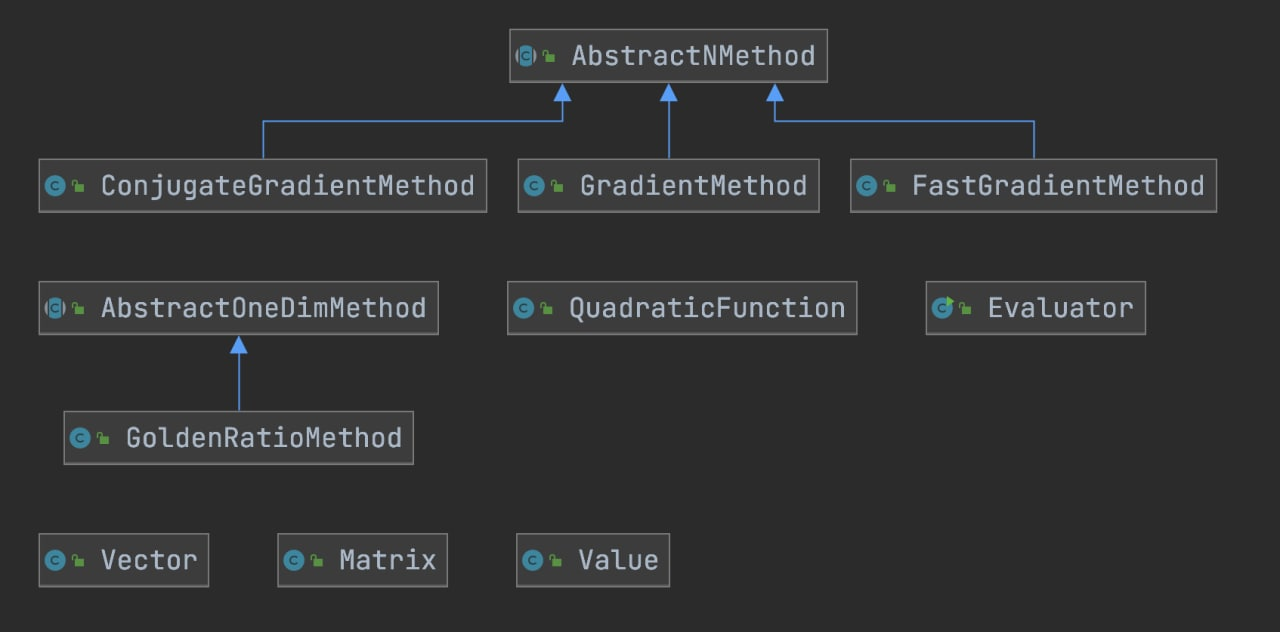 AbstractNMethod
ConjugateGradientMethod
GradientMethod
FastGradientMethod
AbstractOneDimMethod
QuadraticFunction
Evaluator
GoldenRatioMethod
Vector
Matrix
Value